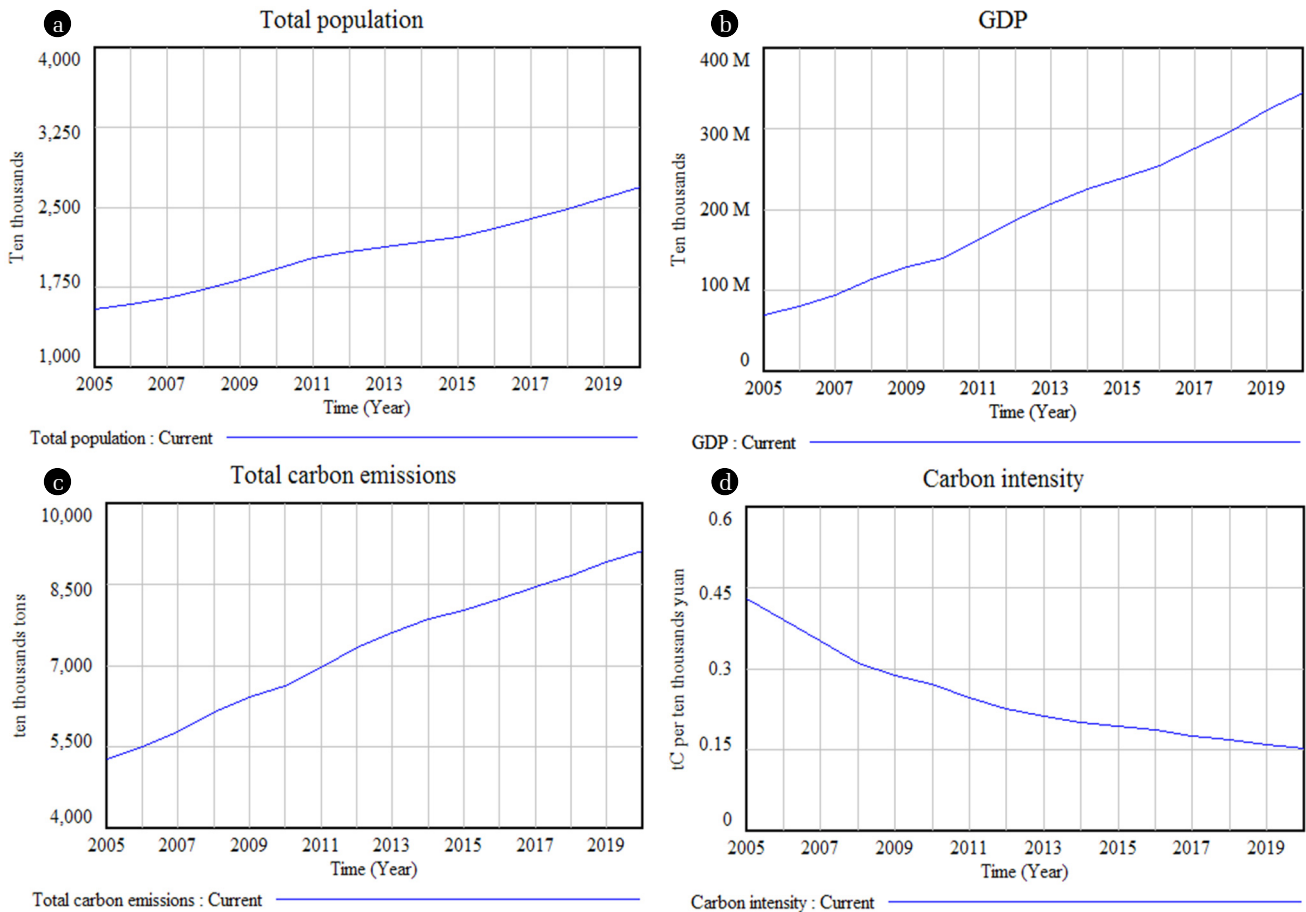 a Total population
4,000
3,250
2,500
1,750
1,000
Ten thousands
2005 2007 2009 2011 2013 2015 2017 2019
Time (Year)
Total population : Current
b GDP
400 M
300 M
200 M
100 M
0
Ten thousands
2005 2007 2009 2011 2013 2015 2017 2019
Time (Year)
GDP : Current
c Total carbon emissions
10,000
8,500
7,000
5,500
4,000
ten thousands tons
2005 2007 2009 2011 2013 2015 2017 2019
Time (Year)
Total carbon emissions : Current
d Carbon intensity
0.6
0.45
0.3
0.15
0
tC per ten thousands yuan
2005 2007 2009 2011 2013 2015 2017 2019
Time (Year)
Carbon intensity : Current